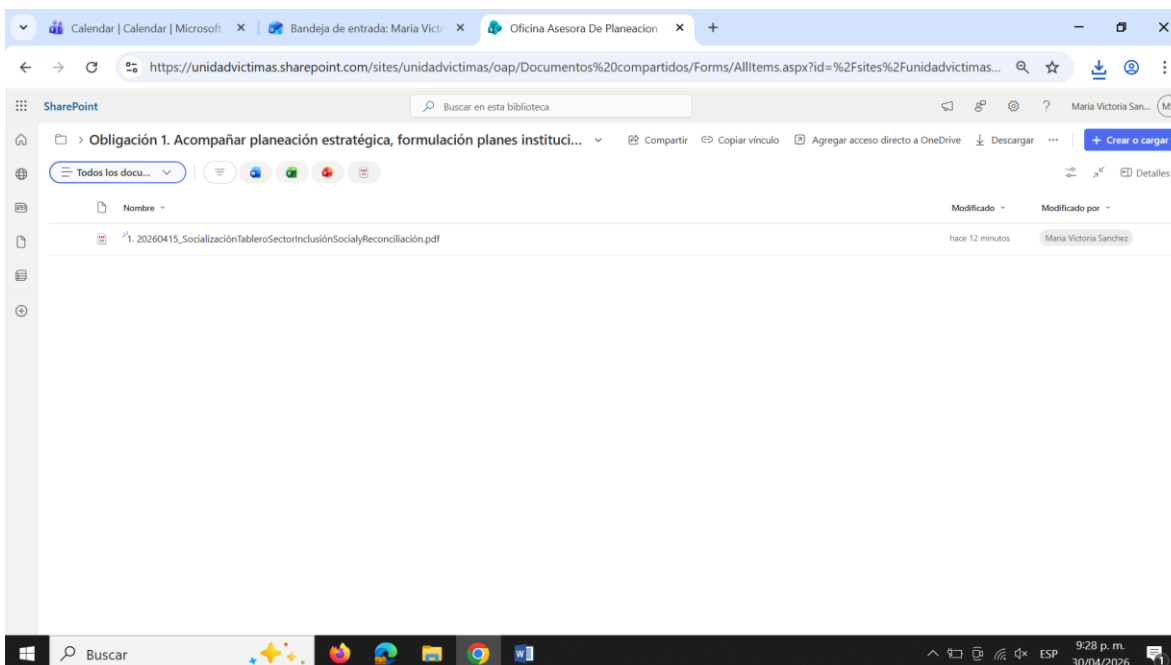 Calendar | Calendar | Microsoft
Bandeja de entrada: Maria Victo
Oficina Asesora De Planeacion
https://unidadvictimas.sharepoint.com/sites/unidadvictimas/oap/Documentos%20compartidos/Forms/AllItems.aspx?id=%2Fsites%2Funidadvictimas...
SharePoint
Buscar en esta biblioteca
Maria Victoria San...
> Obligación 1. Acompañar planeación estratégica, formulación planes instituci...
Compartir
Copiar vínculo
Agregar acceso directo a OneDrive
Descargar
...
+ Crear o cargar
Todos los docu...
Detalles
Nombre
Modificado
Modificado por
1. 20260415_SocializaciónTableroSectorInclusiónSocialyReconciliación.pdf
hace 12 minutos
Maria Victoria Sanchez
Buscar
ESP
9:28 p. m.
30/04/2026